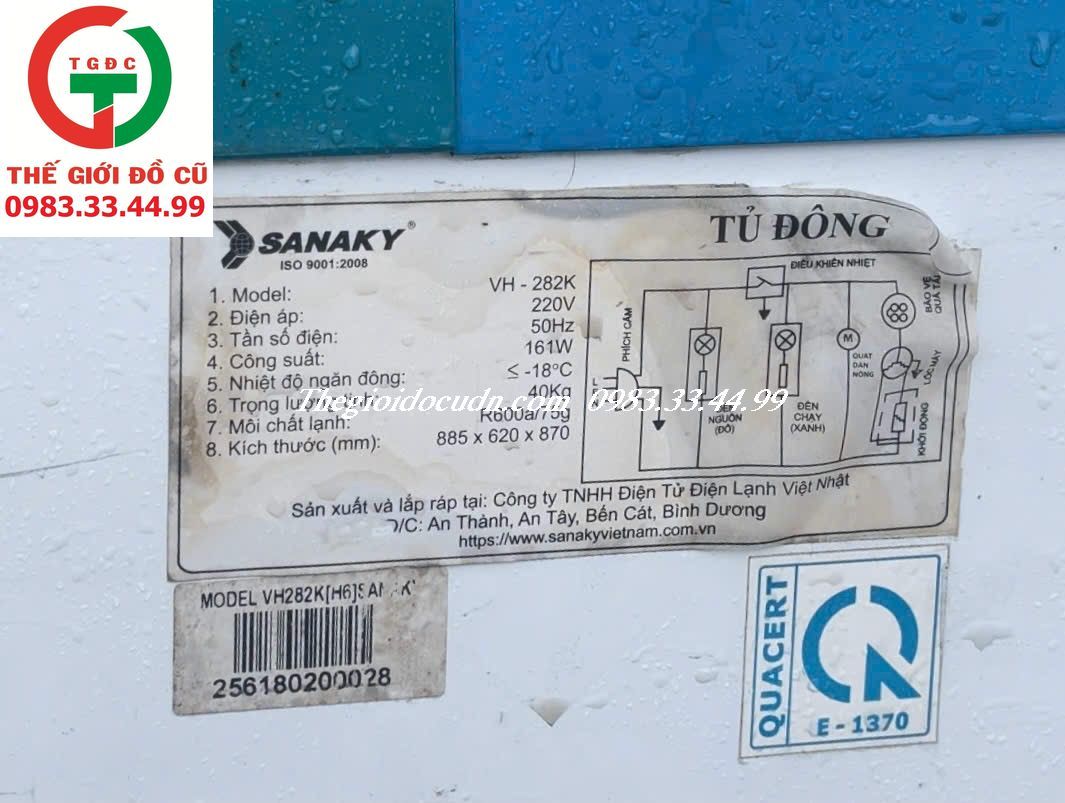 TGĐC
THẾ GIỚI ĐỒ CŨ
0983.33.44.99
SANAKY®
ISO 9001:2008
TỦ ĐÔNG
1. Model: VH - 282K
2. Điện áp: 220V
3. Tần số điện: 50Hz
4. Công suất: 161W
5. Nhiệt độ ngăn đông: ≤ -18°C
6. Trọng lượng 40Kg
7. Môi chất lạnh: R600a/75g
8. Kích thước (mm): 885 x 620 x 870
ĐIỀU KHIỂN NHIỆT
BẢO VỆ
QUÁ TẢI
PHÍCH CẮM
M
QUẠT
DÀN
NÓNG
LỐC MÁY
KHỞI ĐỘNG
ĐÈN
NGUỒN
(ĐỎ)
ĐÈN
CHẠY
(XANH)
Thegioidocudn.com 0983.33.44.99
Sản xuất và lắp ráp tại: Công ty TNHH Điện Tử Điện Lạnh Việt Nhật
Đ/C: An Thành, An Tây, Bến Cát, Bình Dương
https://www.sanakyvietnam.com.vn
MODEL VH282K[H6]
256180200028
QUACERT
E - 1370